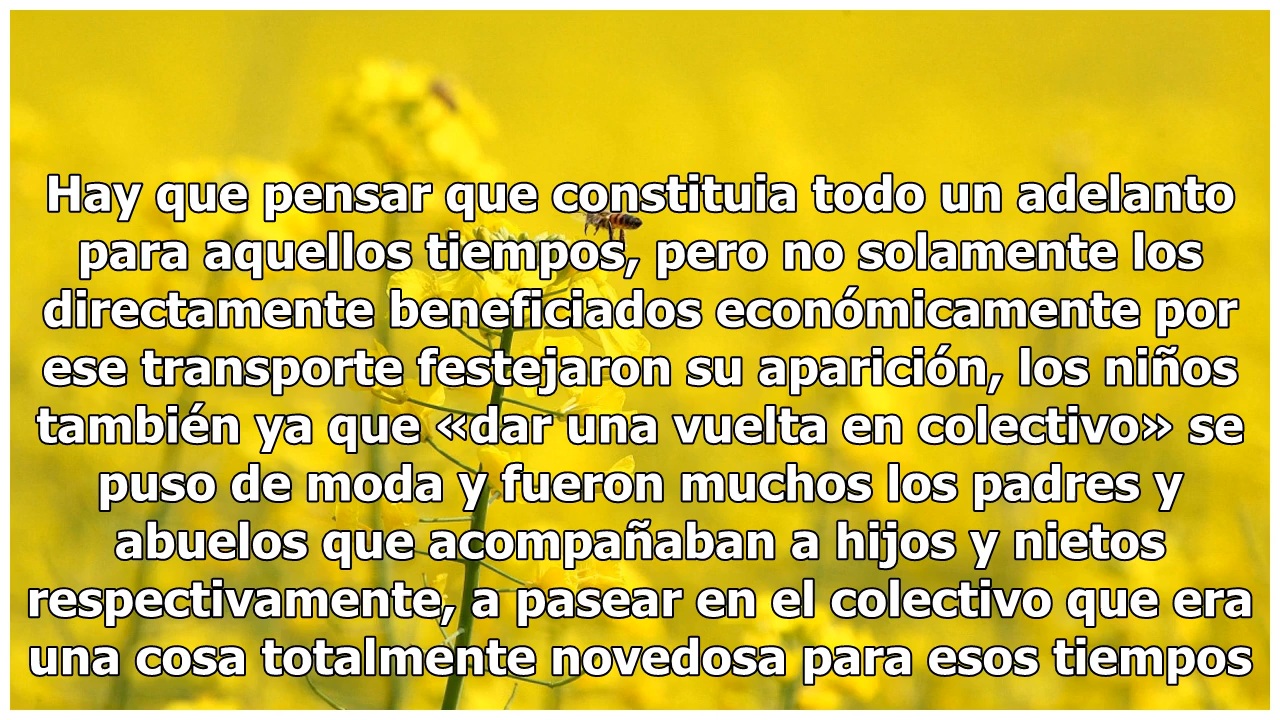 Hay que pensar que constituia todo un adelanto
para aquellos tiempos, pero no solamente los
directamente beneficiados económicamente por
ese transporte festejaron su aparición, los niños
también ya que «dar una vuelta en colectivo» se
puso de moda y fueron muchos los padres y
abuelos que acompañaban a hijos y nietos
respectivamente, a pasear en el colectivo que era
una cosa totalmente novedosa para esos tiempos